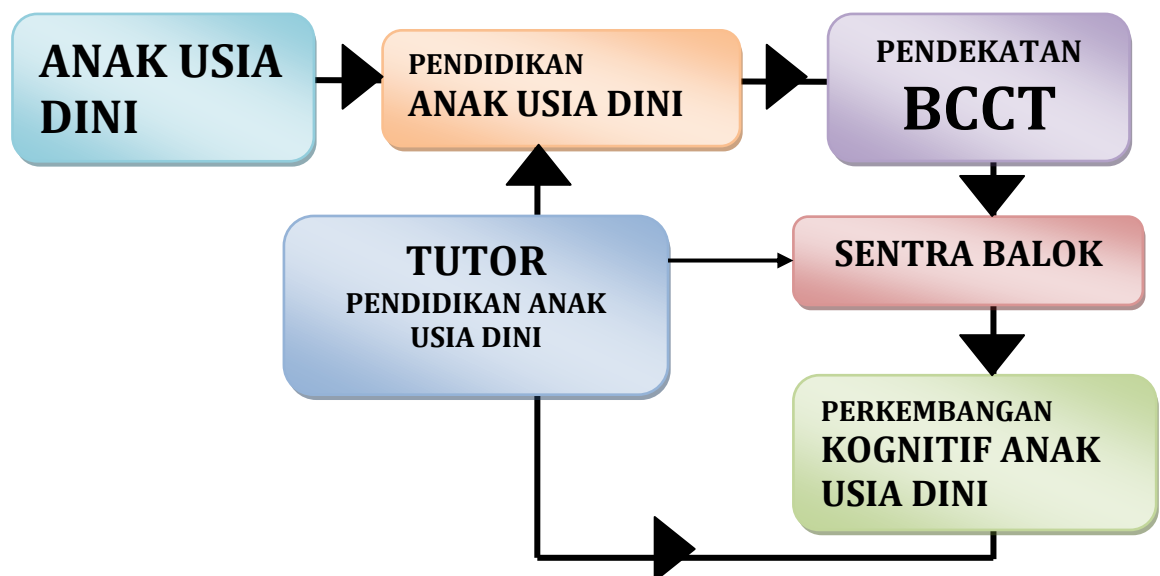 ANAK USIA
DINI
PENDIDIKAN
ANAK USIA DINI
PENDEKATAN
BCCT
TUTOR
PENDIDIKAN ANAK
USIA DINI
SENTRA BALOK
PERKEMBANGAN
KOGNITIF ANAK
USIA DINI